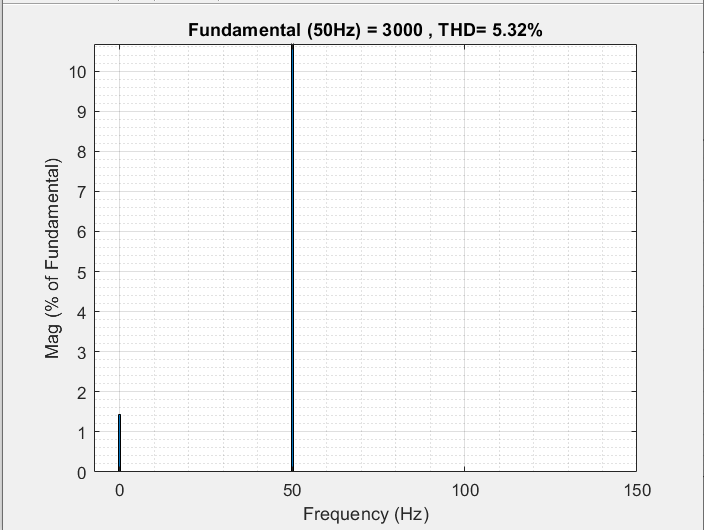 Fundamental (50Hz) = 3000 , THD= 5.32%
10
9
8
7
6
5
4
3
2
1
0
Mag (% of Fundamental)
0 50 100 150
Frequency (Hz)